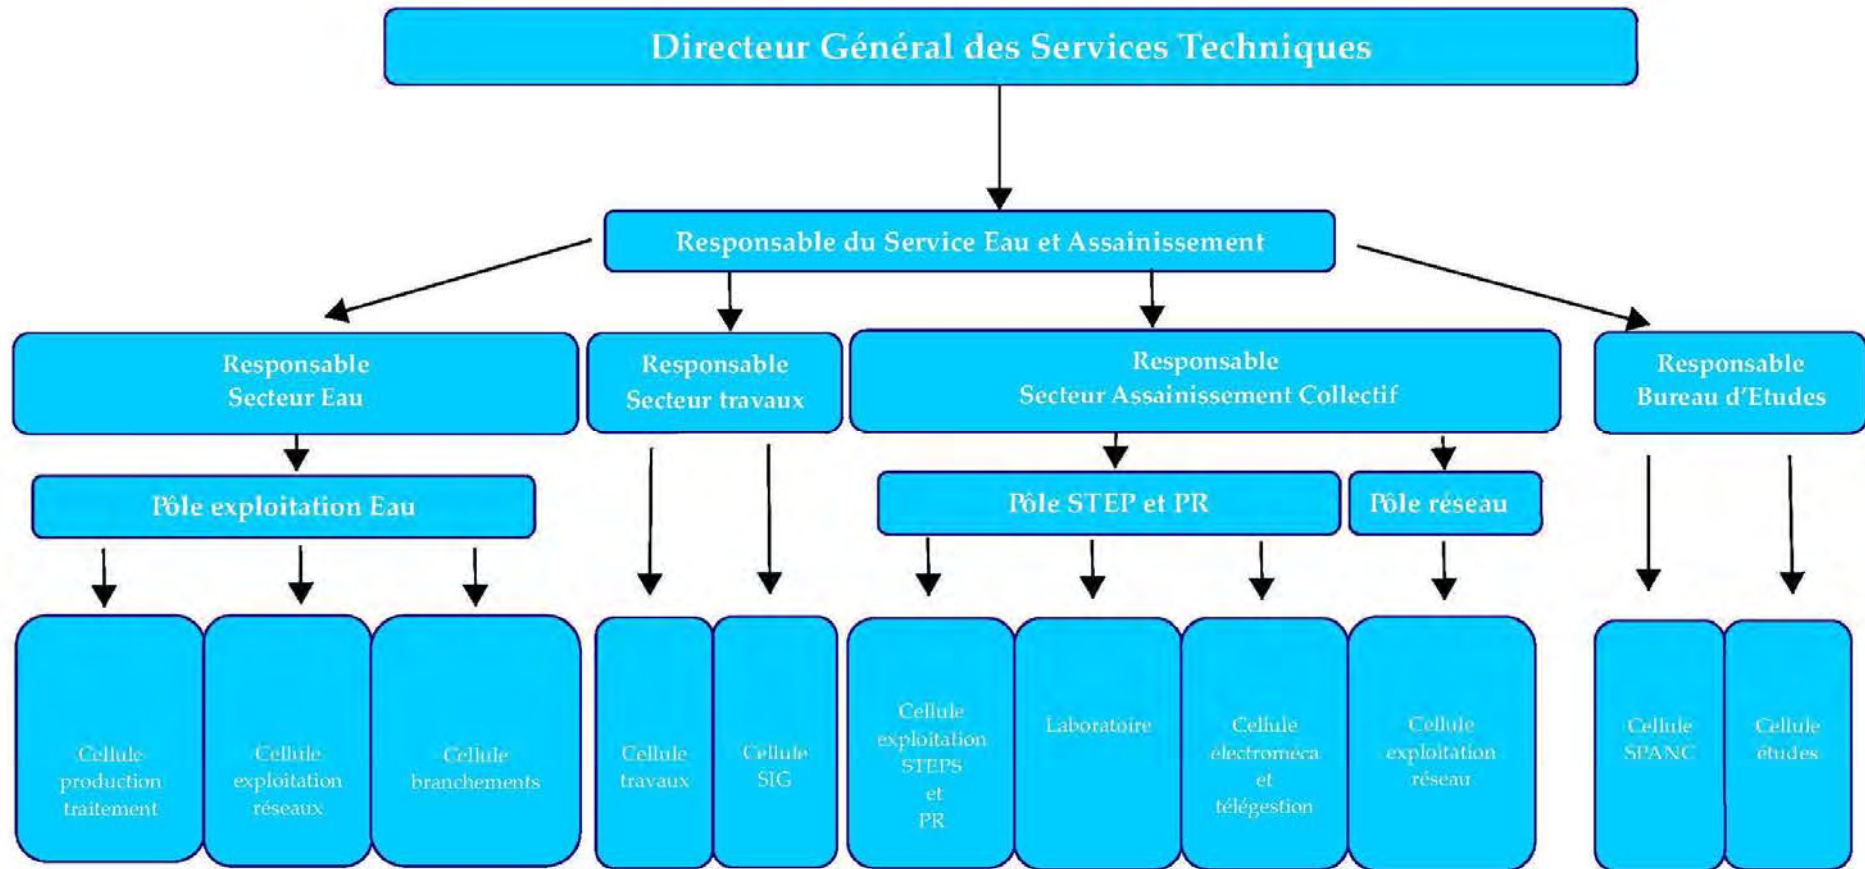 Directeur Général des Services Techniques
Responsable du Service Eau et Assainissement
Responsable
Secteur Eau
Responsable
Secteur travaux
Responsable
Secteur Assainissement Collectif
Responsable
Bureau d'Etudes
Pôle exploitation Eau
Pôle STEP et PR
Pôle réseau
Cellule
production
traitement
Cellule
exploitation
réseaux
Cellule
branchements
Cellule
travaux
Cellule
SIG
Cellule
exploitation
STEPS
et
PR
Laboratoire
Cellule
électroméca
et
télégestion
Cellule
exploitation
réseau
Cellule
SPANC
Cellule
études